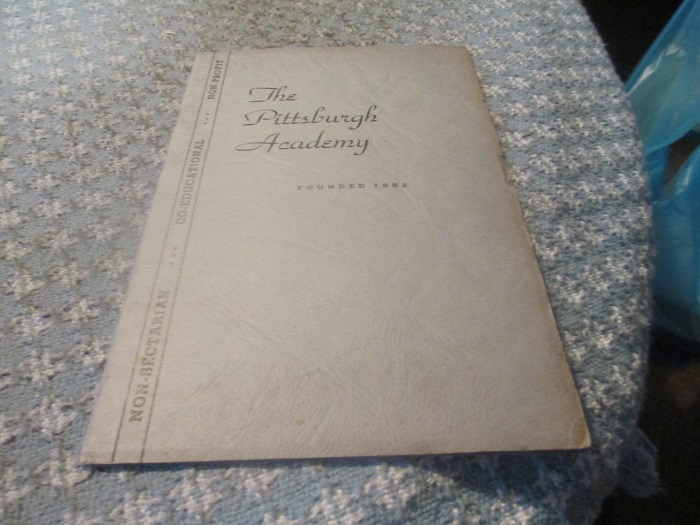 The
Pittsburgh
Academy
FOUNDED 1882
NON-SECTARIAN ... CO-EDUCATIONAL ... NON-PROFIT